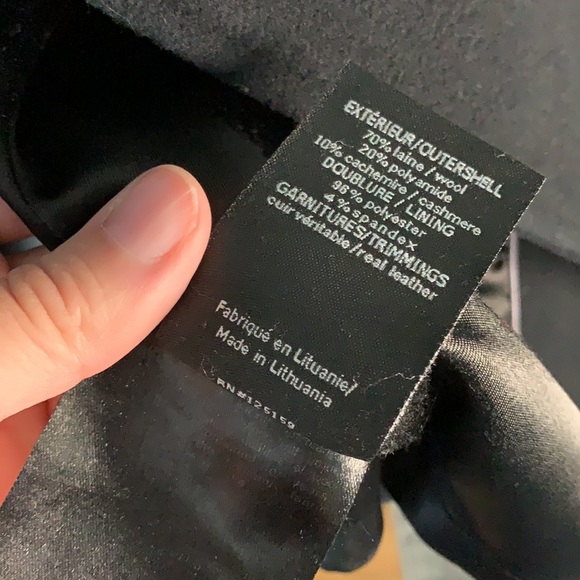 EXTÉRIEUR/OUTERSHELL
70% laine / wool
20% polyamide
10% cachemire / cashmere
DOUBLURE / LINING
96% polyester
4% spandex
GARNITURES/TRIMMINGS
cuir véritable/real leather
Fabriqué en Lituanie/
Made in Lithuania
RN#125159